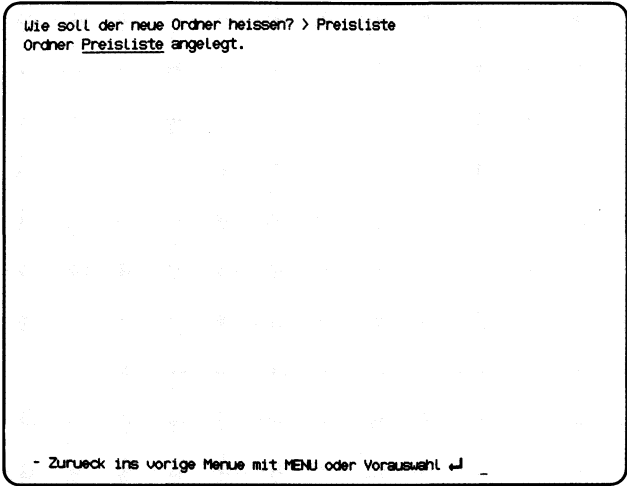 Wie soll der neue Ordner heissen? > Preisliste
Ordner Preisliste angelegt.
- Zurueck ins vorige Menue mit MENU oder Vorauswahl ↵ _